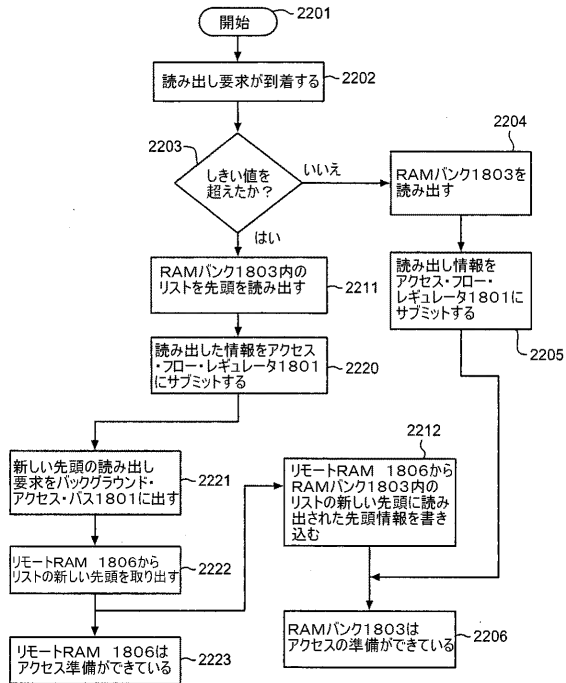 開始
2201
読み出し要求が到着する
2202
2203
しきい値を
超えたか？
いいえ
はい
2204
RAMバンク1803を
読み出す
読み出し情報を
アクセス・フロー・
レギュレータ1801に
サブミットする
2205
RAMバンク1803内の
リストを先頭を読み出す
2211
読み出した情報をアクセス
・フロー・レギュレータ1801
にサブミットする
2220
新しい先頭の読み出し
要求をバックグラウンド・
アクセス・バス1801に出す
2221
リモートRAM 1806から
リストの新しい先頭を取り出す
2222
リモートRAM 1806は
アクセス準備ができている
2223
2212
リモートRAM 1806から
RAMバンク1803内の
リストの新しい先頭に読み
出された先頭情報を書き
込む
RAMバンク1803は
アクセスの準備ができている
2206